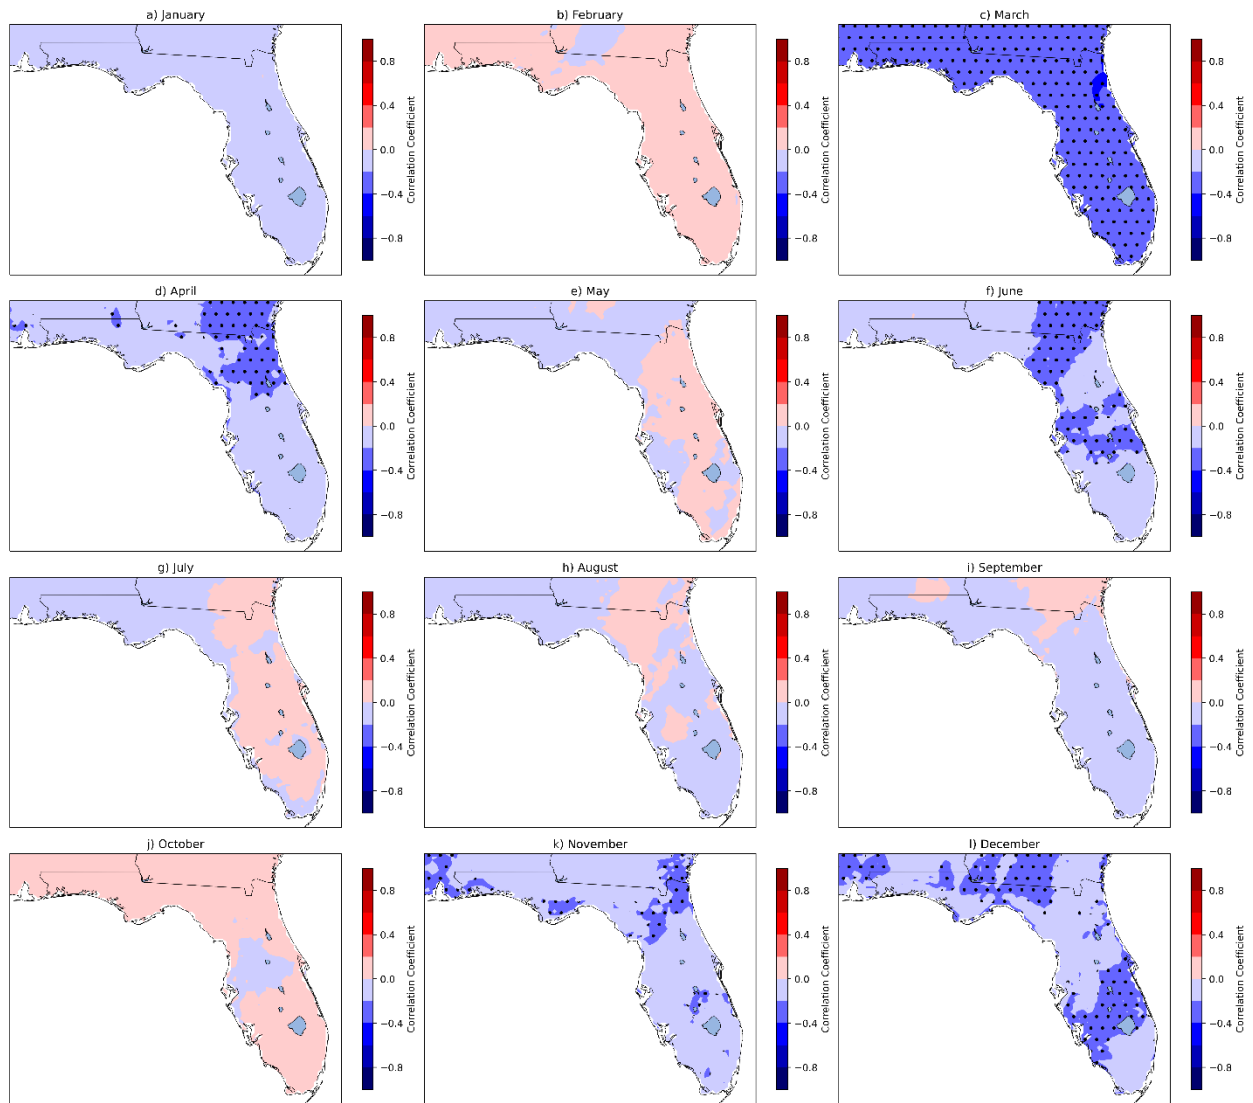 a) January
0.8
0.4
0.0
−0.4
−0.8
Correlation Coefficient
b) February
0.8
0.4
0.0
−0.4
−0.8
Correlation Coefficient
c) March
0.8
0.4
0.0
−0.4
−0.8
Correlation Coefficient
d) April
0.8
0.4
0.0
−0.4
−0.8
Correlation Coefficient
e) May
0.8
0.4
0.0
−0.4
−0.8
Correlation Coefficient
f) June
0.8
0.4
0.0
−0.4
−0.8
Correlation Coefficient
g) July
0.8
0.4
0.0
−0.4
−0.8
Correlation Coefficient
h) August
0.8
0.4
0.0
−0.4
−0.8
Correlation Coefficient
i) September
0.8
0.4
0.0
−0.4
−0.8
Correlation Coefficient
j) October
0.8
0.4
0.0
−0.4
−0.8
Correlation Coefficient
k) November
0.8
0.4
0.0
−0.4
−0.8
Correlation Coefficient
l) December
0.8
0.4
0.0
−0.4
−0.8
Correlation Coefficient